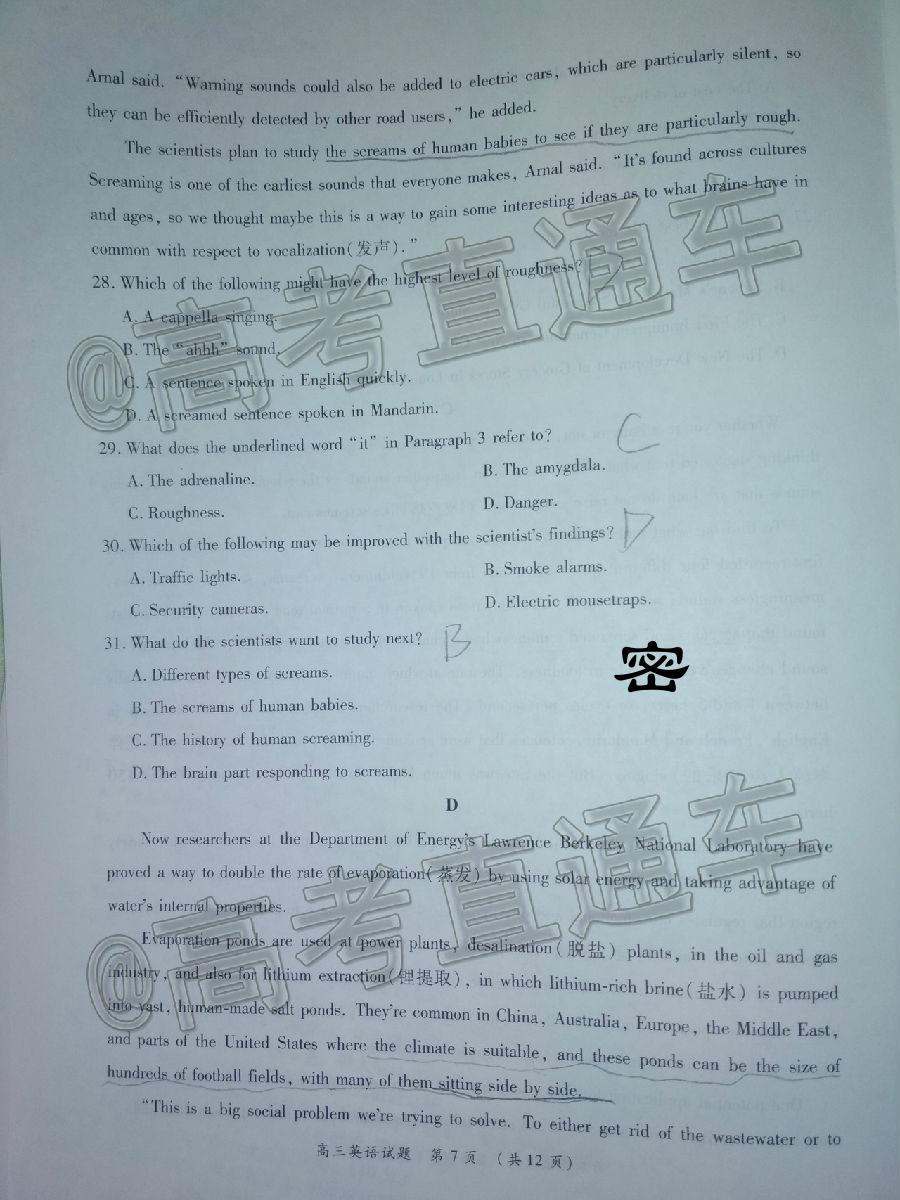 Arnal said. “Warning sounds could also be added to electric cars, which are particularly silent, so
they can be efficiently detected by other road users,” he added.
The scientists plan to study the screams of human babies to see if they are particularly rough.
Screaming is one of the earliest sounds that everyone makes, Arnal said. “It's found across cultures
and ages, so we thought maybe this is a way to gain some interesting ideas as to what brains have in
common with respect to vocalization(发声).”
28. Which of the following might have the highest level of roughness? D
A. A cappella singing.
B. The “ahhh” sound.
C. A sentence spoken in English quickly.
D. A screamed sentence spoken in Mandarin.
29. What does the underlined word “it” in Paragraph 3 refer to? C
A. The adrenaline. B. The amygdala.
C. Roughness. D. Danger.
30. Which of the following may be improved with the scientist's findings? D
A. Traffic lights. B. Smoke alarms.
C. Security cameras. D. Electric mousetraps.
31. What do the scientists want to study next? B
A. Different types of screams.
密
B. The screams of human babies.
C. The history of human screaming.
D. The brain part responding to screams.
D
Now researchers at the Department of Energy's Lawrence Berkeley National Laboratory have
proved a way to double the rate of evaporation(蒸发) by using solar energy and taking advantage of
water's internal properties.
Evaporation ponds are used at power plants, desalination(脱盐) plants, in the oil and gas
industry, and also for lithium extraction(锂提取), in which lithium-rich brine(盐水) is pumped
into vast, human-made salt ponds. They're common in China, Australia, Europe, the Middle East,
and parts of the United States where the climate is suitable, and these ponds can be the size of
hundreds of football fields, with many of them sitting side by side.
“This is a big social problem we're trying to solve. To either get rid of the wastewater or to
高三英语试题 第7页 (共12页)
@高考直通车
@高考直通车